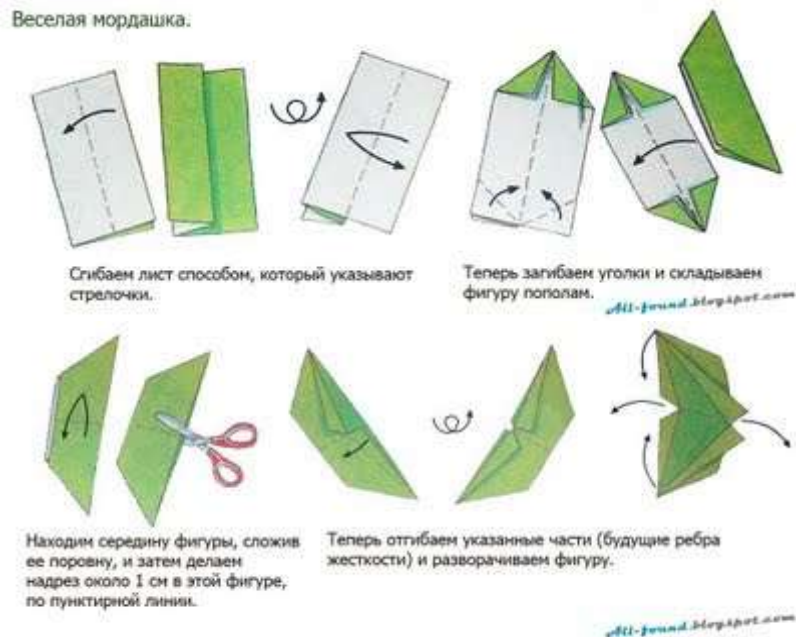 Веселая мордашка.
Сгибаем лист способом, который указывают
стрелочки.
Теперь загибаем уголки и складываем
фигуру пополам.
All-found.blogspot.com
Находим середину фигуры, сложив
ее поровну, и затем делаем
надрез около 1 см в этой фигуре,
по пунктирной линии.
Теперь отгибаем указанные части (будущие ребра
жесткости) и разворачиваем фигуру.
All-found.blogspot.com